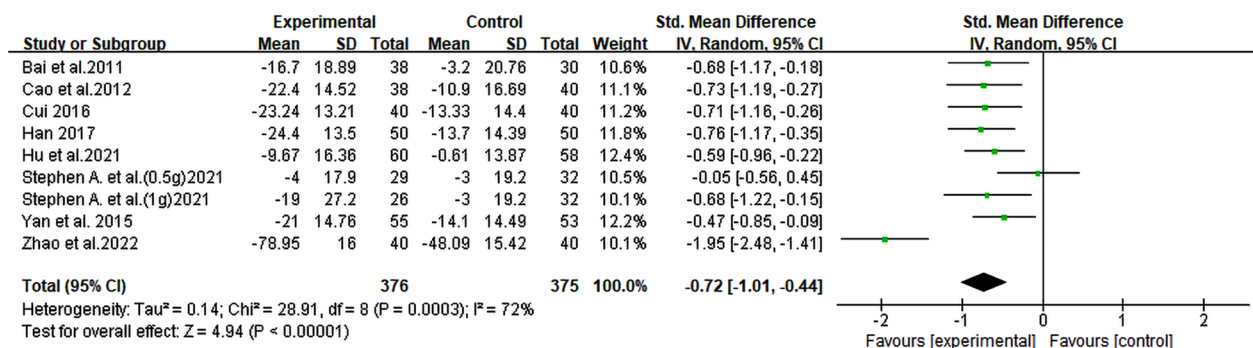 Experimental Control Std. Mean Difference Std. Mean Difference
Study or Subgroup Mean SD Total Mean SD Total Weight IV, Random, 95% CI IV, Random, 95% CI
Bai et al.2011 -16.7 18.89 38 -3.2 20.76 30 10.6% -0.68 [-1.17, -0.18]
Cao et al.2012 -22.4 14.52 38 -10.9 16.69 40 11.1% -0.73 [-1.19, -0.27]
Cui 2016 -23.24 13.21 40 -13.33 14.4 40 11.2% -0.71 [-1.16, -0.26]
Han 2017 -24.4 13.5 50 -13.7 14.39 50 11.8% -0.76 [-1.17, -0.35]
Hu et al.2021 -9.67 16.36 60 -0.61 13.87 58 12.4% -0.59 [-0.96, -0.22]
Stephen A. et al.(0.5g)2021 -4 17.9 29 -3 19.2 32 10.5% -0.05 [-0.56, 0.45]
Stephen A. et al.(1g)2021 -19 27.2 26 -3 19.2 32 10.1% -0.68 [-1.22, -0.15]
Yan et al. 2015 -21 14.76 55 -14.1 14.49 53 12.2% -0.47 [-0.85, -0.09]
Zhao et al.2022 -78.95 16 40 -48.09 15.42 40 10.1% -1.95 [-2.48, -1.41]
Total (95% CI) 376 375 100.0% -0.72 [-1.01, -0.44]
Heterogeneity: Tau² = 0.14; Chi² = 28.91, df = 8 (P = 0.0003); I² = 72%
Test for overall effect: Z = 4.94 (P < 0.00001)
-2 -1 0 1 2
Favours [experimental] Favours [control]